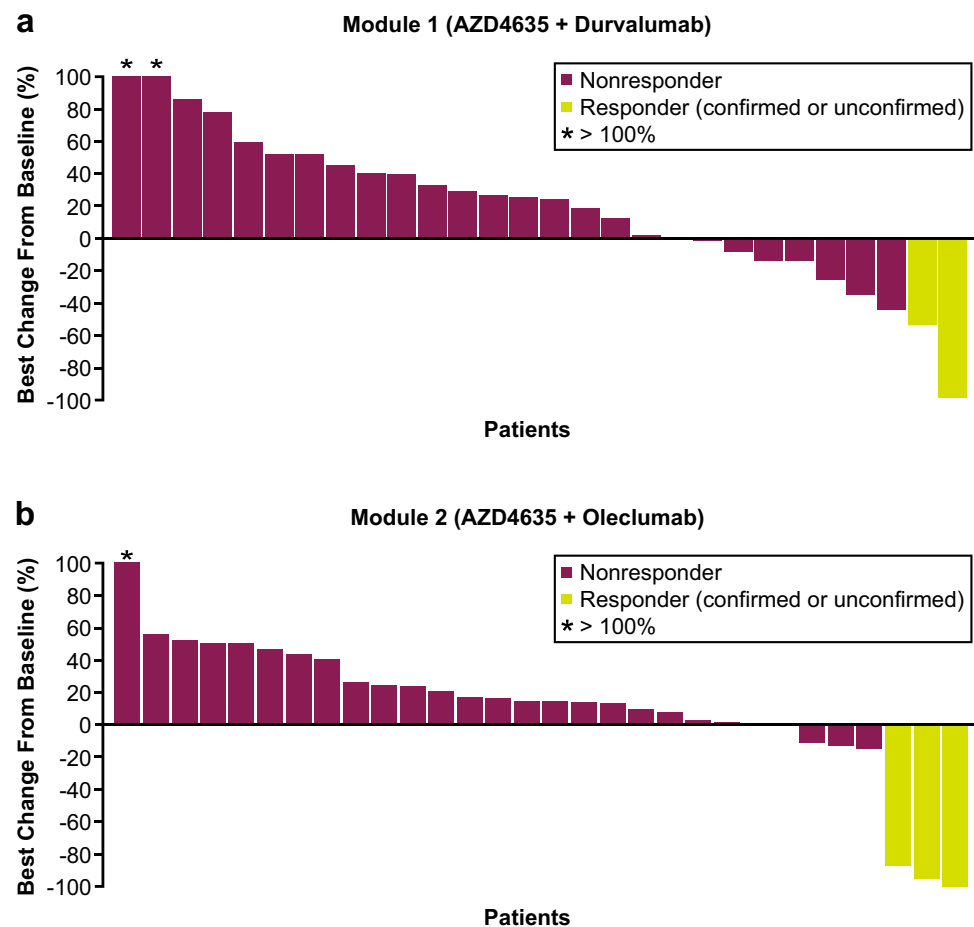 a
Module 1 (AZD4635 + Durvalumab)
* *
Nonresponder
Responder (confirmed or unconfirmed)
* > 100%
Best Change From Baseline (%)
100
80
60
40
20
0
-20
-40
-60
-80
-100
Patients
b
Module 2 (AZD4635 + Oleclumab)
*
Nonresponder
Responder (confirmed or unconfirmed)
* > 100%
Best Change From Baseline (%)
100
80
60
40
20
0
-20
-40
-60
-80
-100
Patients